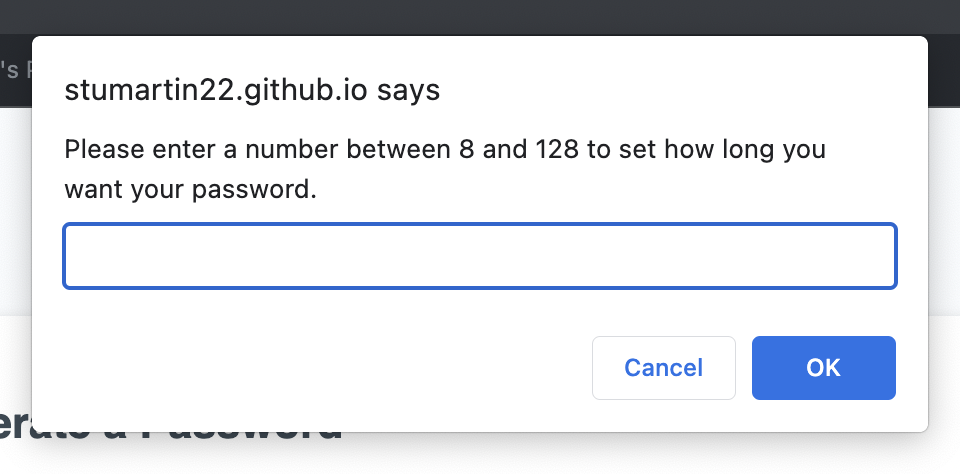 's
stumartin22.github.io says
Please enter a number between 8 and 128 to set how long you
want your password.
Cancel
OK
a Password